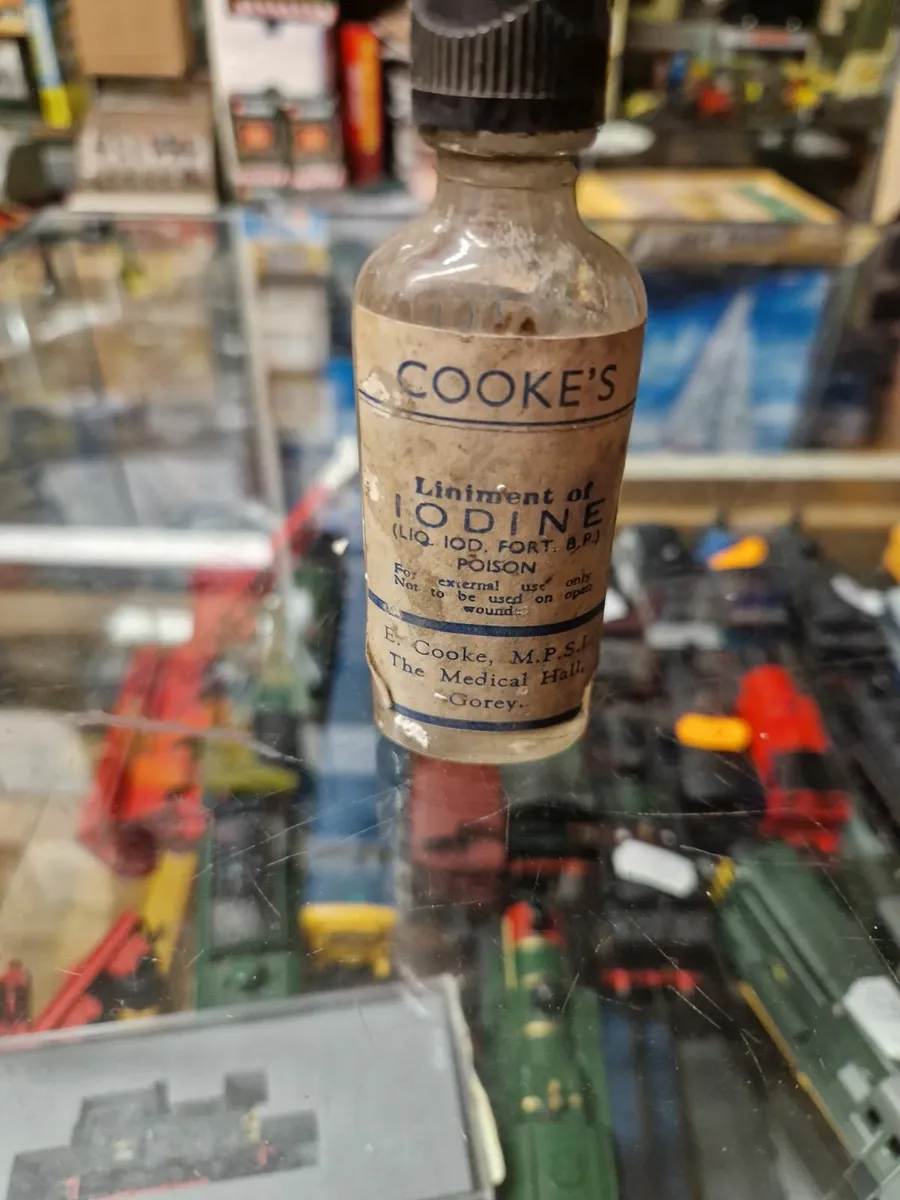 COOKE'S
Liniment of
IODINE
(LIQ. IOD. FORT. B.P.)
POISON
For external use only
Not to be used on open
wounds
E. Cooke, M.P.S.I.
The Medical Hall,
Gorey.